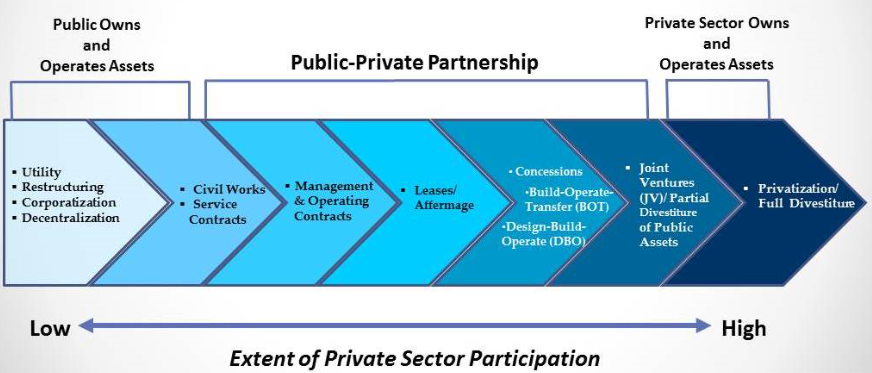 Public Owns
and
Operates Assets
Public-Private Partnership
Private Sector Owns
and
Operates Assets
▪ Utility
▪ Restructuring
▪ Corporatization
▪ Decentralization
▪ Civil Works
▪ Service
Contracts
▪ Management
& Operating
Contracts
▪ Leases/
Affermage
• Concessions
•Build-Operate-
Transfer (BOT)
•Design-Build-
Operate (DBO)
▪ Joint
Ventures
(JV)/ Partial
Divestiture
of Public
Assets
▪ Privatization/
Full Divestiture
Low
High
Extent of Private Sector Participation